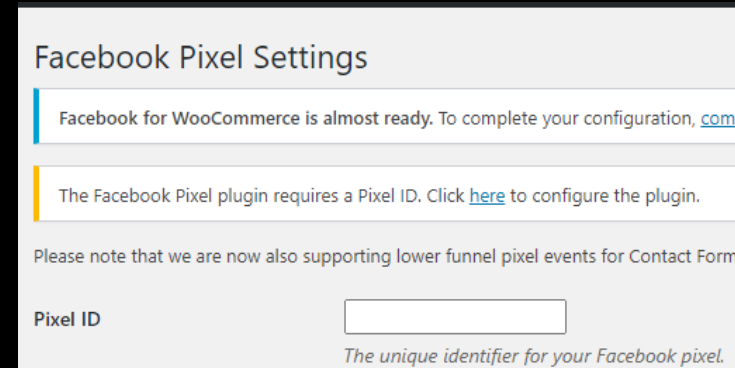 Facebook Pixel Settings
Facebook for WooCommerce is almost ready. To complete your configuration, com
The Facebook Pixel plugin requires a Pixel ID. Click here to configure the plugin.
Please note that we are now also supporting lower funnel pixel events for Contact Form
Pixel ID
The unique identifier for your Facebook pixel.